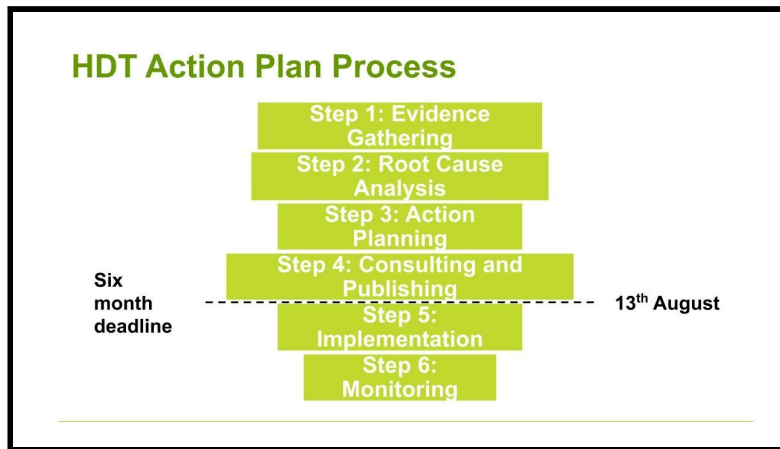 HDT Action Plan Process
Step 1: Evidence
Gathering
Step 2: Root Cause
Analysis
Step 3: Action
Planning
Step 4: Consulting and
Publishing
Six
month
deadline
13th August
Step 5:
Implementation
Step 6:
Monitoring